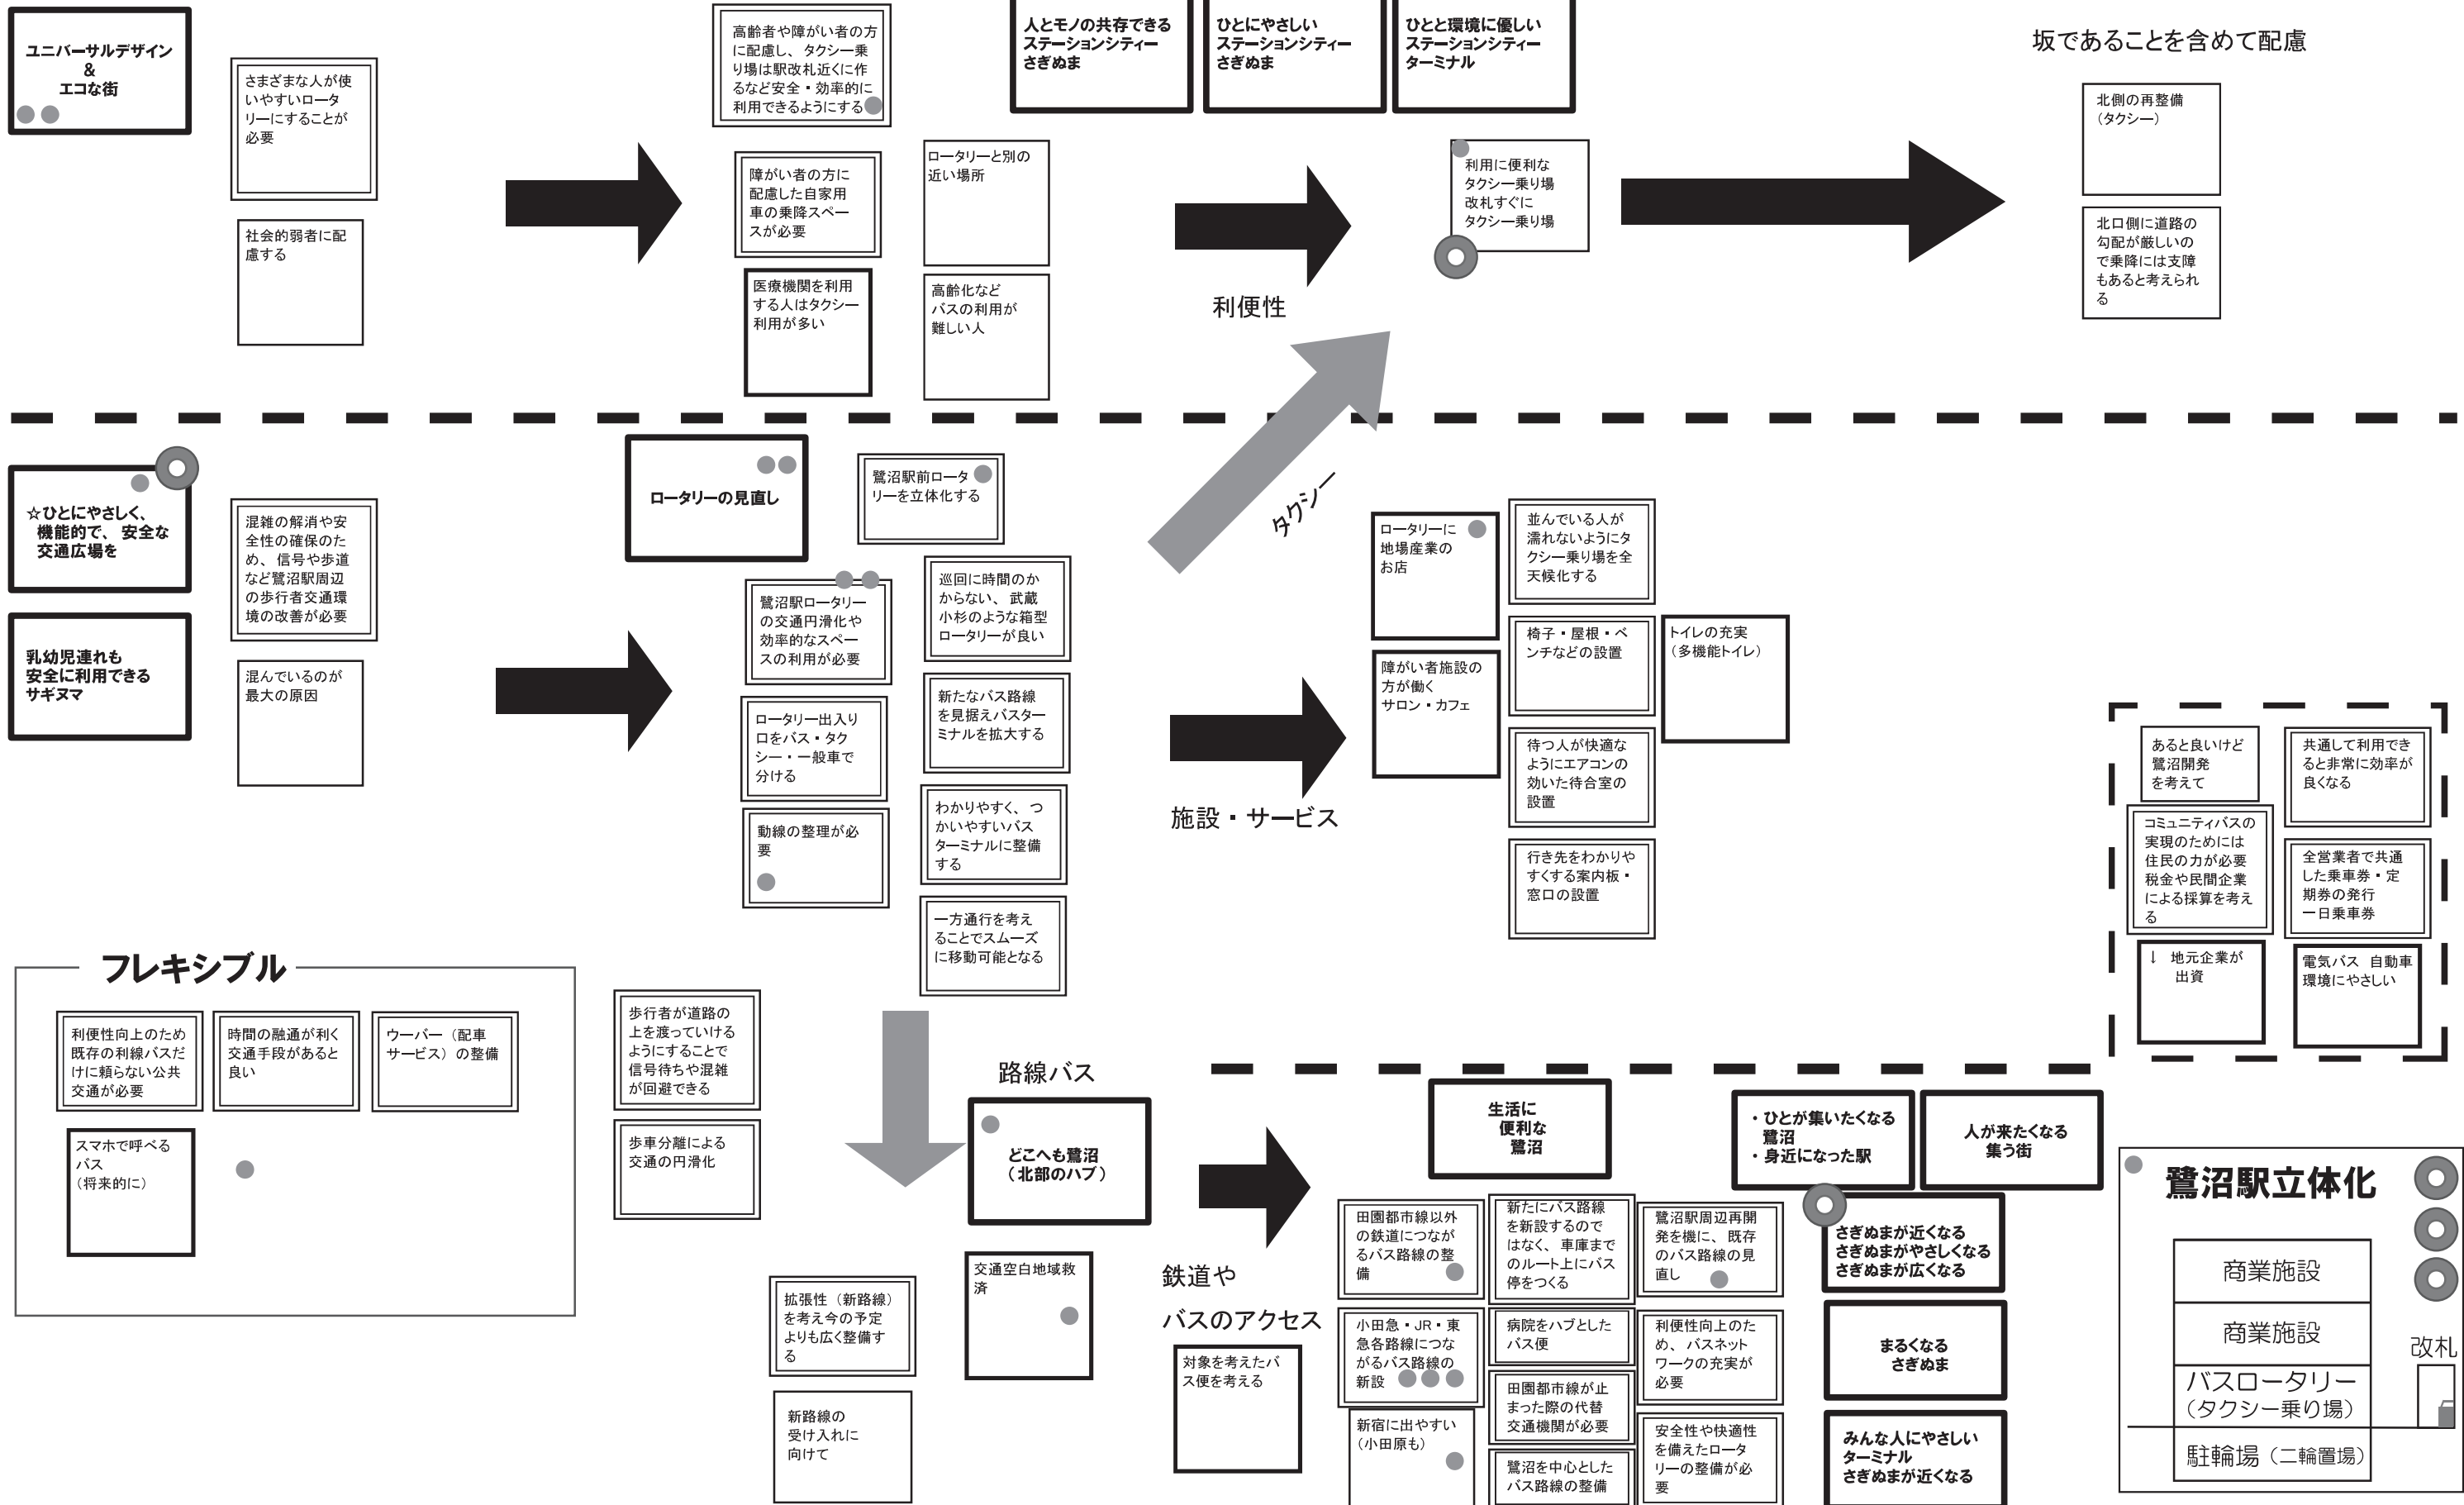 ユニバーサルデザイン
＆
エコな街
さまざまな人が使
いやすいロータ
リーにすることが
必要
社会的弱者に配
慮する
高齢者や障がい者の方
に配慮し、タクシー乗
り場は駅改札近くに作
るなど安全・効率的に
利用できるようにする
障がい者の方に
配慮した自家用
車の乗降スペー
スが必要
医療機関を利用
する人はタクシー
利用が多い
ロータリーと別の
近い場所
高齢化など
バスの利用が
難しい人
人とモノの共存できる
ステーションシティー
さぎぬま
ひとにやさしい
ステーションシティー
さぎぬま
ひとと環境に優しい
ステーションシティー
ターミナル
利便性
利用に便利な
タクシー乗り場
改札すぐに
タクシー乗り場
坂であることを含めて配慮
北側の再整備
（タクシー）
北口側に道路の
勾配が厳しいの
で乗降には支障
もあると考えられ
る
☆ひとにやさしく、
機能的で、安全な
交通広場を
乳幼児連れも
安全に利用できる
サギヌマ
混雑の解消や安
全性の確保のた
め、信号や歩道
など鷺沼駅周辺
の歩行者交通環
境の改善が必要
混んでいるのが
最大の原因
ロータリーの見直し
鷺沼駅前ロータ
リーを立体化する
鷺沼駅ロータリー
の交通円滑化や
効率的なスペー
スの利用が必要
ロータリー出入り
口をバス・タク
シー・一般車で
分ける
動線の整理が必
要
巡回に時間のか
からない、武蔵
小杉のような箱型
ロータリーが良い
新たなバス路線
を見据えバスター
ミナルを拡大する
わかりやすく、つ
かいやすいバス
ターミナルに整備
する
一方通行を考え
ることでスムーズ
に移動可能となる
タクシー
施設・サービス
ロータリーに
地場産業の
お店
障がい者施設の
方が働く
サロン・カフェ
並んでいる人が
濡れないようにタ
クシー乗り場を全
天候化する
椅子・屋根・ベ
ンチなどの設置
待つ人が快適な
ようにエアコンの
効いた待合室の
設置
行き先をわかりや
すくする案内板・
窓口の設置
トイレの充実
（多機能トイレ）
あると良いけど
鷺沼開発
を考えて
共通して利用でき
ると非常に効率が
良くなる
コミュニティバスの
実現のためには
住民の力が必要
税金や民間企業
による採算を考え
る
全営業者で共通
した乗車券・定
期券の発行
一日乗車券
↓ 地元企業が
出資
電気バス 自動車
環境にやさしい
フレキシブル
利便性向上のため
既存の利線バスだ
けに頼らない公共
交通が必要
時間の融通が利く
交通手段があると
良い
ウーバー（配車
サービス）の整備
スマホで呼べる
バス
（将来的に）
歩行者が道路の
上を渡っていける
ようにすることで
信号待ちや混雑
が回避できる
歩車分離による
交通の円滑化
路線バス
どこへも鷺沼
（北部のハブ）
交通空白地域救
済
拡張性（新路線）
を考え今の予定
よりも広く整備す
る
新路線の
受け入れに
向けて
鉄道や
バスのアクセス
対象を考えたバ
ス便を考える
生活に
便利な
鷺沼
田園都市線以外
の鉄道につなが
るバス路線の整
備
小田急・JR・東
急各路線につな
がるバス路線の
新設
新宿に出やすい
（小田原も）
新たにバス路線
を新設するので
はなく、車庫まで
のルート上にバス
停をつくる
病院をハブとした
バス便
田園都市線が止
まった際の代替
交通機関が必要
鷺沼を中心とした
バス路線の整備
鷺沼駅周辺再開
発を機に、既存
のバス路線の見
直し
利便性向上のた
め、バスネット
ワークの充実が
必要
安全性や快適性
を備えたロータ
リーの整備が必
要
・ひとが集いたくなる
鷺沼
・身近になった駅
人が来たくなる
集う街
さぎぬまが近くなる
さぎぬまがやさしくなる
さぎぬまが広くなる
まるくなる
さぎぬま
みんな人にやさしい
ターミナル
さぎぬまが近くなる
鷺沼駅立体化
商業施設
商業施設
改札
バスロータリー
（タクシー乗り場）
駐輪場（二輪置場）